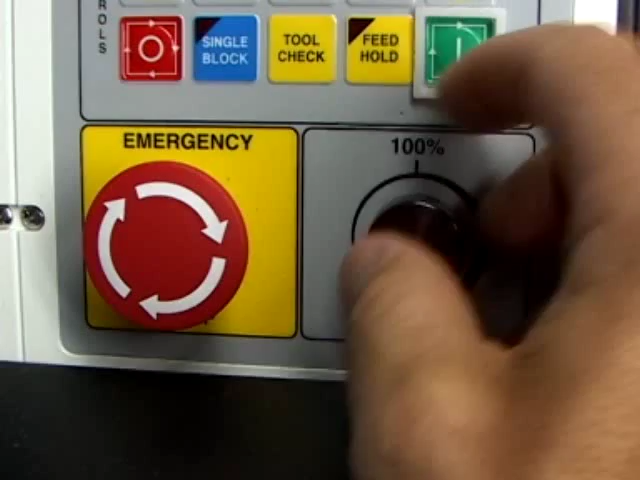 ROLS
SINGLE
BLOCK
TOOL
CHECK
FEED
HOLD
EMERGENCY
100%